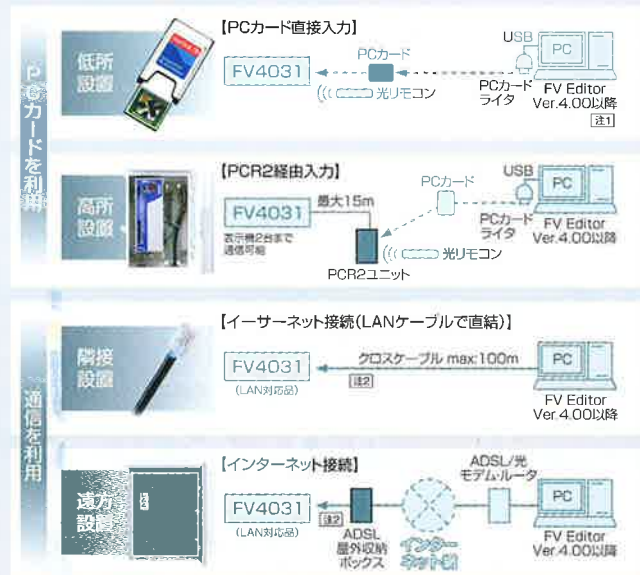 PCカードを利用
低所
設置
【PCカード直接入力】
FV4031
PCカード
光リモコン
USB
PC
PCカード
ライタ
FV Editor
Ver.4.00以降
注1
高所
設置
【PCR2経由入力】
FV4031
表示機2台まで
通信可能
最大15m
PCR2ユニット
PCカード
光リモコン
USB
PC
PCカード
ライタ
FV Editor
Ver.4.00以降
通信を利用
隣接
設置
【イーサーネット接続(LANケーブルで直結)】
FV4031
(LAN対応品)
クロスケーブル max:100m
注2
PC
FV Editor
Ver.4.00以降
遠方
設置
【インターネット接続】
FV4031
(LAN対応品)
注2
ADSL
屋外収納
ボックス
インター
ネット網
ADSL/光
モデム・ルータ
PC
FV Editor
Ver.4.00以降